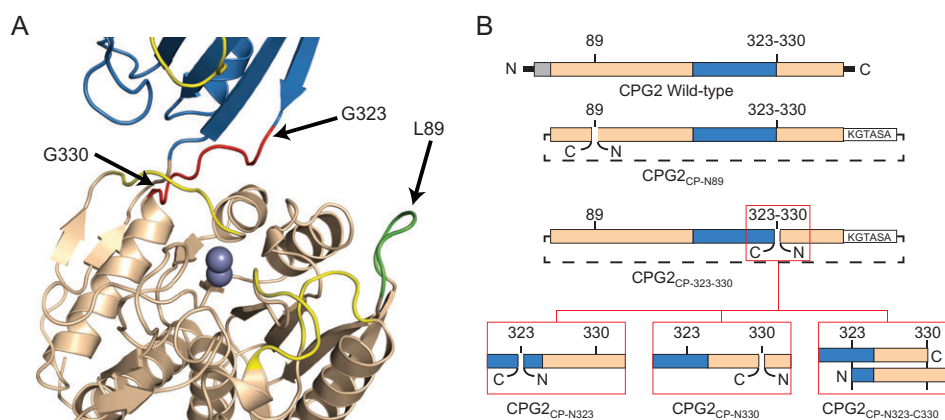 A
G323
L89
G330
B
89
323-330
N
C
CPG2 Wild-type
89
323-330
KGTASA
C
N
CPG2CP-N89
89
323-330
KGTASA
C
N
CPG2CP-323-330
323
330
C
N
CPG2CP-N323
323
330
C
N
CPG2CP-N330
323
330
C
N
CPG2CP-N323-C330